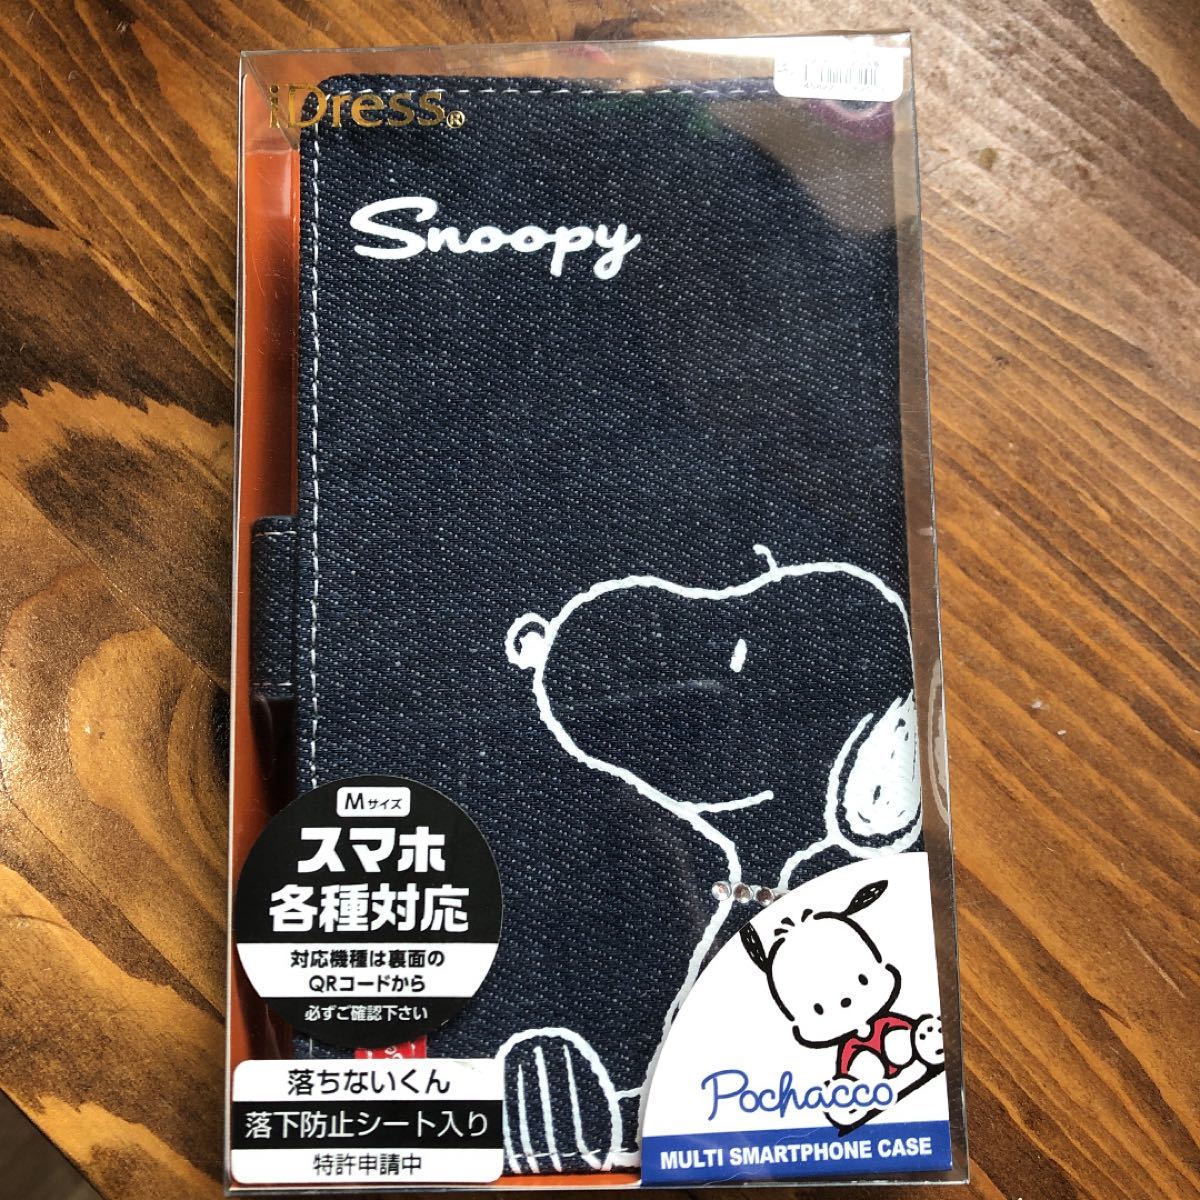 iDress®
Snoopy
Mサイズ
スマホ
各種対応
対応機種は裏面の
QRコードから
必ずご確認下さい
落ちないくん
落下防止シート入り
特許申請中
Pochacco
MULTI SMARTPHONE CASE